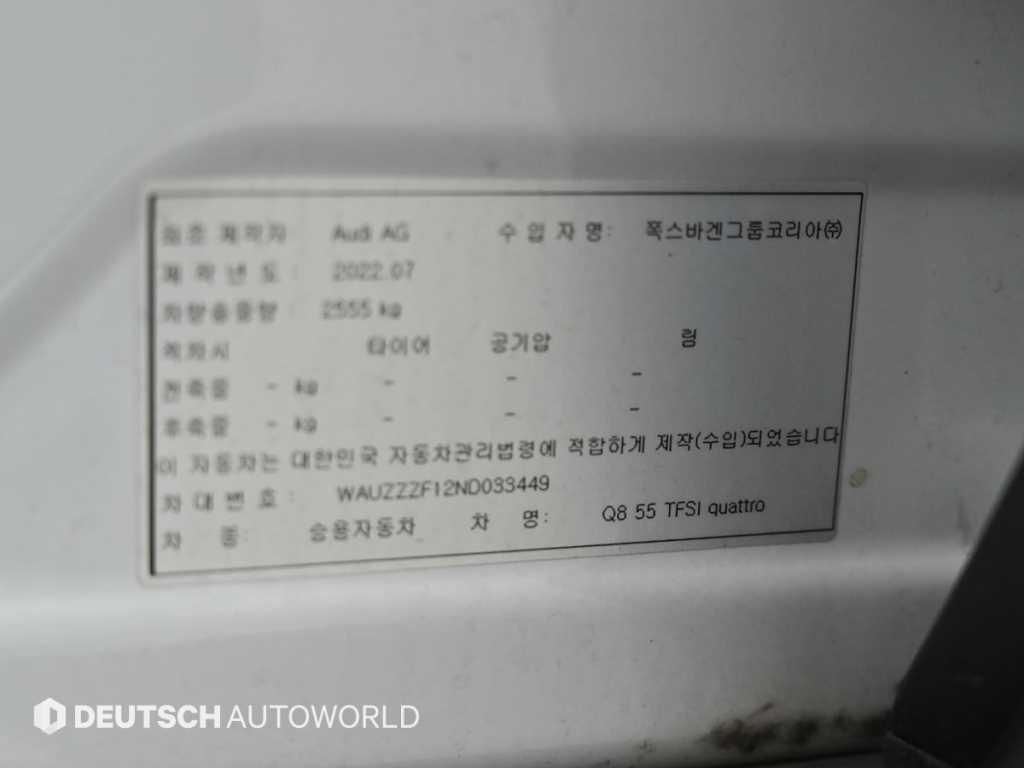 최종 제작자 Audi AG 수 입 자 명: 폭스바겐그룹코리아㈜
제 작 년 도: 2022.07
차량총중량: 2555 kg
적차시 타이어 공기압 림
전축중 - kg - - -
후축중 - kg - - -
이 자동차는 대한민국 자동차관리법령에 적합하게 제작(수입)되었습니다
차 대 번 호: WAUZZZF12ND033449
차 종: 승용자동차 차 명: Q8 55 TFSI quattro
DEUTSCH AUTOWORLD